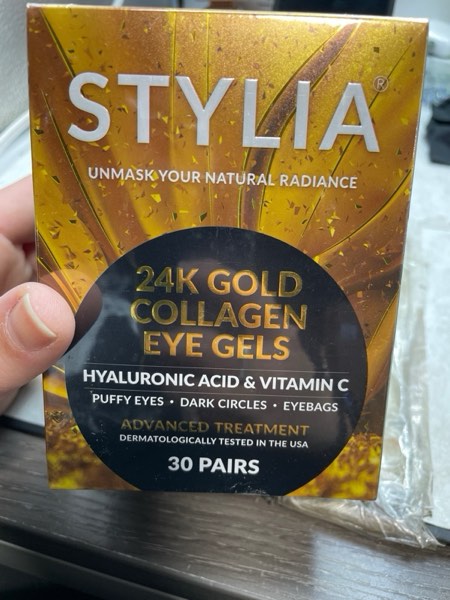 STYLIA®
UNMASK YOUR NATURAL RADIANCE
24K GOLD
COLLAGEN
EYE GELS
HYALURONIC ACID & VITAMIN C
PUFFY EYES • DARK CIRCLES • EYEBAGS
ADVANCED TREATMENT
DERMATOLOGICALLY TESTED IN THE USA
30 PAIRS